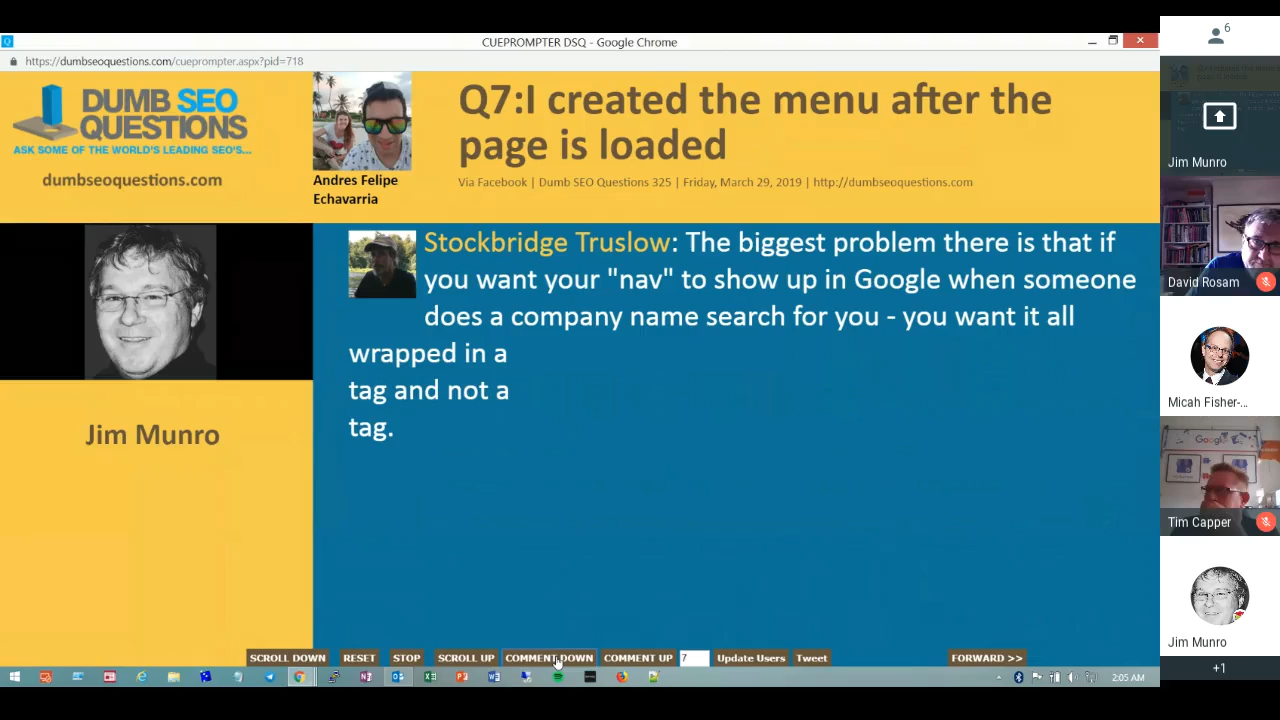 CUEPROMPTER DSQ - Google Chrome
https://dumbseoquestions.com/cueprompter.aspx?pid=718
DUMB SEO
QUESTIONS
ASK SOME OF THE WORLD'S LEADING SEO'S...
dumbseoquestions.com
Andres Felipe
Echavarria
Q7:I created the menu after the
page is loaded
Via Facebook | Dumb SEO Questions 325 | Friday, March 29, 2019 | http://dumbseoquestions.com
Jim Munro
Stockbridge Truslow: The biggest problem there is that if
you want your "nav" to show up in Google when someone
does a company name search for you - you want it all
wrapped in a
tag and not a
tag.
SCROLL DOWN
RESET
STOP
SCROLL UP
COMMENT DOWN
COMMENT UP
7
Update Users
Tweet
FORWARD >>
2:05 AM
6
Jim Munro
David Rosam
Micah Fisher-...
Google
Tim Capper
Jim Munro
+1